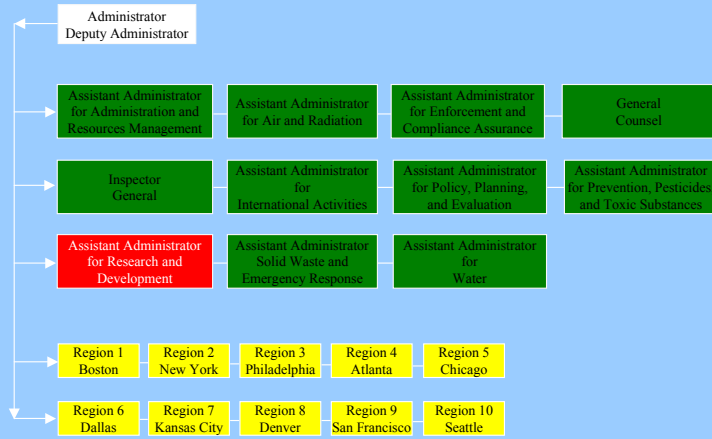 Administrator
Deputy Administrator
Assistant Administrator
for Administration and
Resources Management
Assistant Administrator
for Air and Radiation
Assistant Administrator
for Enforcement and
Compliance Assurance
General
Counsel
Inspector
General
Assistant Administrator
for
International Activities
Assistant Administrator
for Policy, Planning,
and Evaluation
Assistant Administrator
for Prevention, Pesticides,
and Toxic Substances
Assistant Administrator
for Research and
Development
Assistant Administrator
Solid Waste and
Emergency Response
Assistant Administrator
for
Water
Region 1
Boston
Region 2
New York
Region 3
Philadelphia
Region 4
Atlanta
Region 5
Chicago
Region 6
Dallas
Region 7
Kansas City
Region 8
Denver
Region 9
San Francisco
Region 10
Seattle